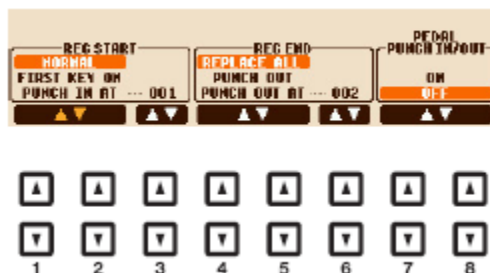 REC START
NORMAL
FIRST KEY ON
PUNCH IN AT --- 001
REC END
REPLACE ALL
PUNCH OUT
PUNCH OUT AT --- 002
PEDAL
PUNCH IN/OUT
ON
OFF
1 2 3 4 5 6 7 8